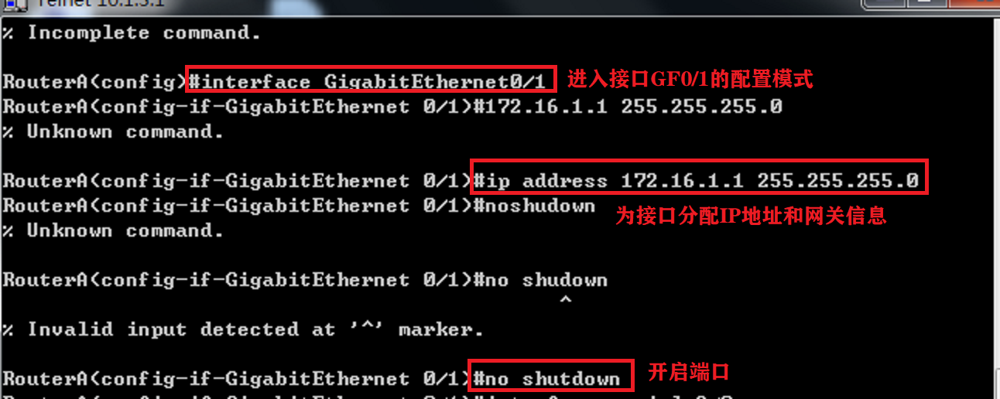 Telnet 10.1.3.1
% Incomplete command.
RouterA(config)#interface GigabitEthernet0/1 进入接口GF0/1的配置模式
RouterA(config-if-GigabitEthernet 0/1)#172.16.1.1 255.255.255.0
% Unknown command.
RouterA(config-if-GigabitEthernet 0/1)#ip address 172.16.1.1 255.255.255.0
RouterA(config-if-GigabitEthernet 0/1)#noshudown
为接口分配IP地址和网关信息
% Unknown command.
RouterA(config-if-GigabitEthernet 0/1)#no shudown
^
% Invalid input detected at '^' marker.
RouterA(config-if-GigabitEthernet 0/1)#no shutdown 开启端口